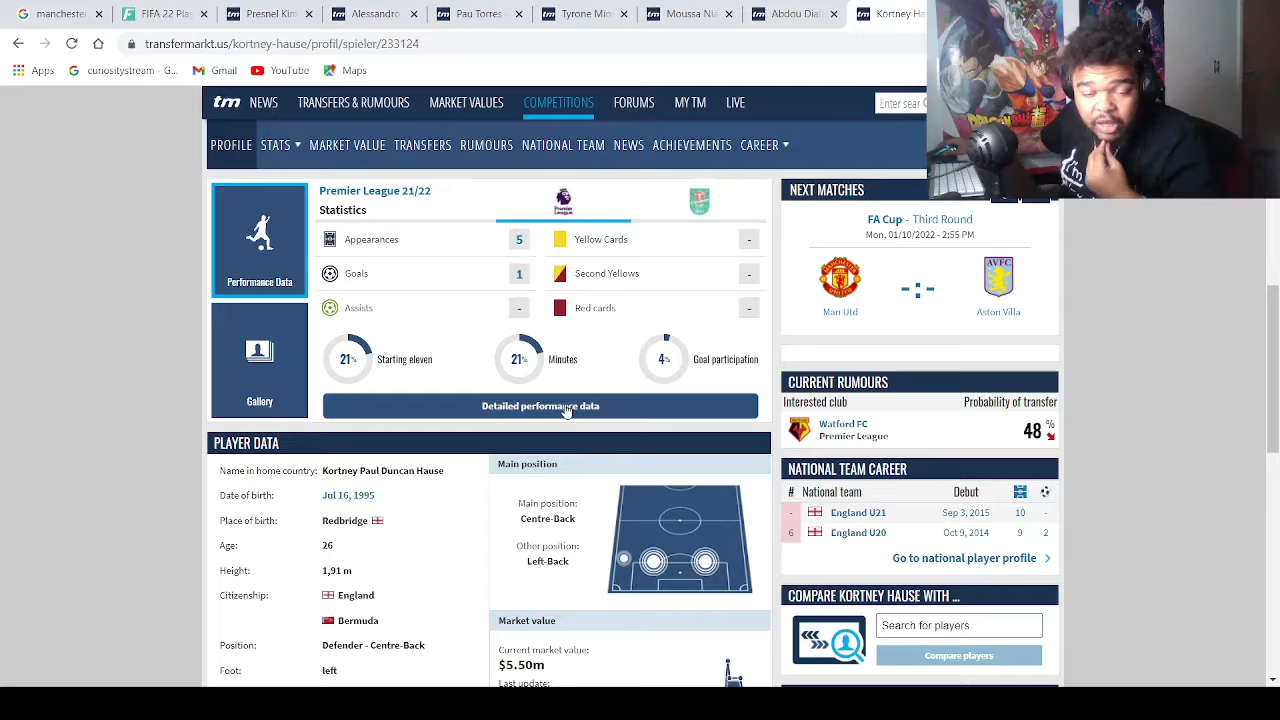 manchester
FIFA 22 Play
Presnel Kim
Alessandro
Pau Torres -
Tyrone Min
Moussa Nia
Abdou Diall
Kortney Ha
transfermarkt.us/kortney-hause/profil/spieler/233124
Apps
curiositystream - G...
Gmail
YouTube
Maps
tm
NEWS
TRANSFERS & RUMOURS
MARKET VALUES
COMPETITIONS
FORUMS
MY TM
LIVE
Enter sear
PROFILE
STATS
MARKET VALUE
TRANSFERS
RUMOURS
NATIONAL TEAM
NEWS
ACHIEVEMENTS
CAREER
Performance Data
Gallery
Premier League 21/22
Statistics
Premier League
Appearances 5
Yellow Cards -
Goals 1
Second Yellows -
Assists -
Red cards -
21% Starting eleven
21% Minutes
4% Goal participation
Detailed performance data
PLAYER DATA
Name in home country: Kortney Paul Duncan Hause
Date of birth: Jul 16, 1995
Place of birth: Redbridge
Age: 26
Height: 1,91 m
Citizenship: England
Bermuda
Position: Defender - Centre-Back
Foot: left
Main position
Main position:
Centre-Back
Other position:
Left-Back
Market value
Current market value:
$5.50m
Last update:
NEXT MATCHES
FA Cup - Third Round
Mon, 01/10/2022 - 2:55 PM
AVFC
-:-
Man Utd
Aston Villa
CURRENT RUMOURS
Interested club
Probability of transfer
Watford FC
Premier League
48 %
NATIONAL TEAM CAREER
# National team Debut
- England U21 Sep 3, 2015 10 -
6 England U20 Oct 9, 2014 9 2
Go to national player profile
COMPARE KORTNEY HAUSE WITH ...
Search for players
Compare players